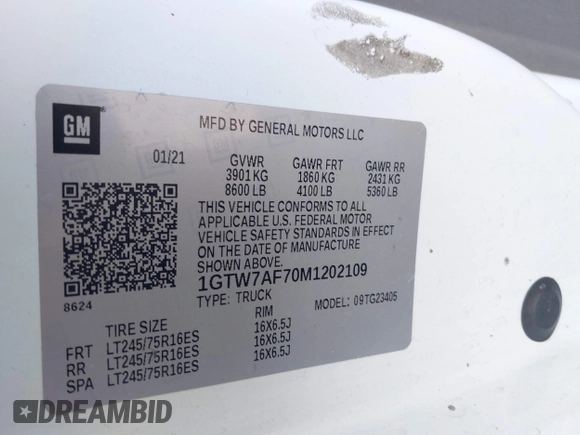 GM
MFD BY GENERAL MOTORS LLC
01/21 GVWR GAWR FRT GAWR RR
3901 KG 1860 KG 2431 KG
8600 LB 4100 LB 5360 LB
THIS VEHICLE CONFORMS TO ALL
APPLICABLE U.S. FEDERAL MOTOR
VEHICLE SAFETY STANDARDS IN EFFECT
ON THE DATE OF MANUFACTURE
SHOWN ABOVE.
1GTW7AF70M1202109
8624 TYPE: TRUCK MODEL: 09TG23405
TIRE SIZE RIM
FRT LT245/75R16ES 16X6.5J
RR LT245/75R16ES 16X6.5J
SPA LT245/75R16ES 16X6.5J
DREAMBID